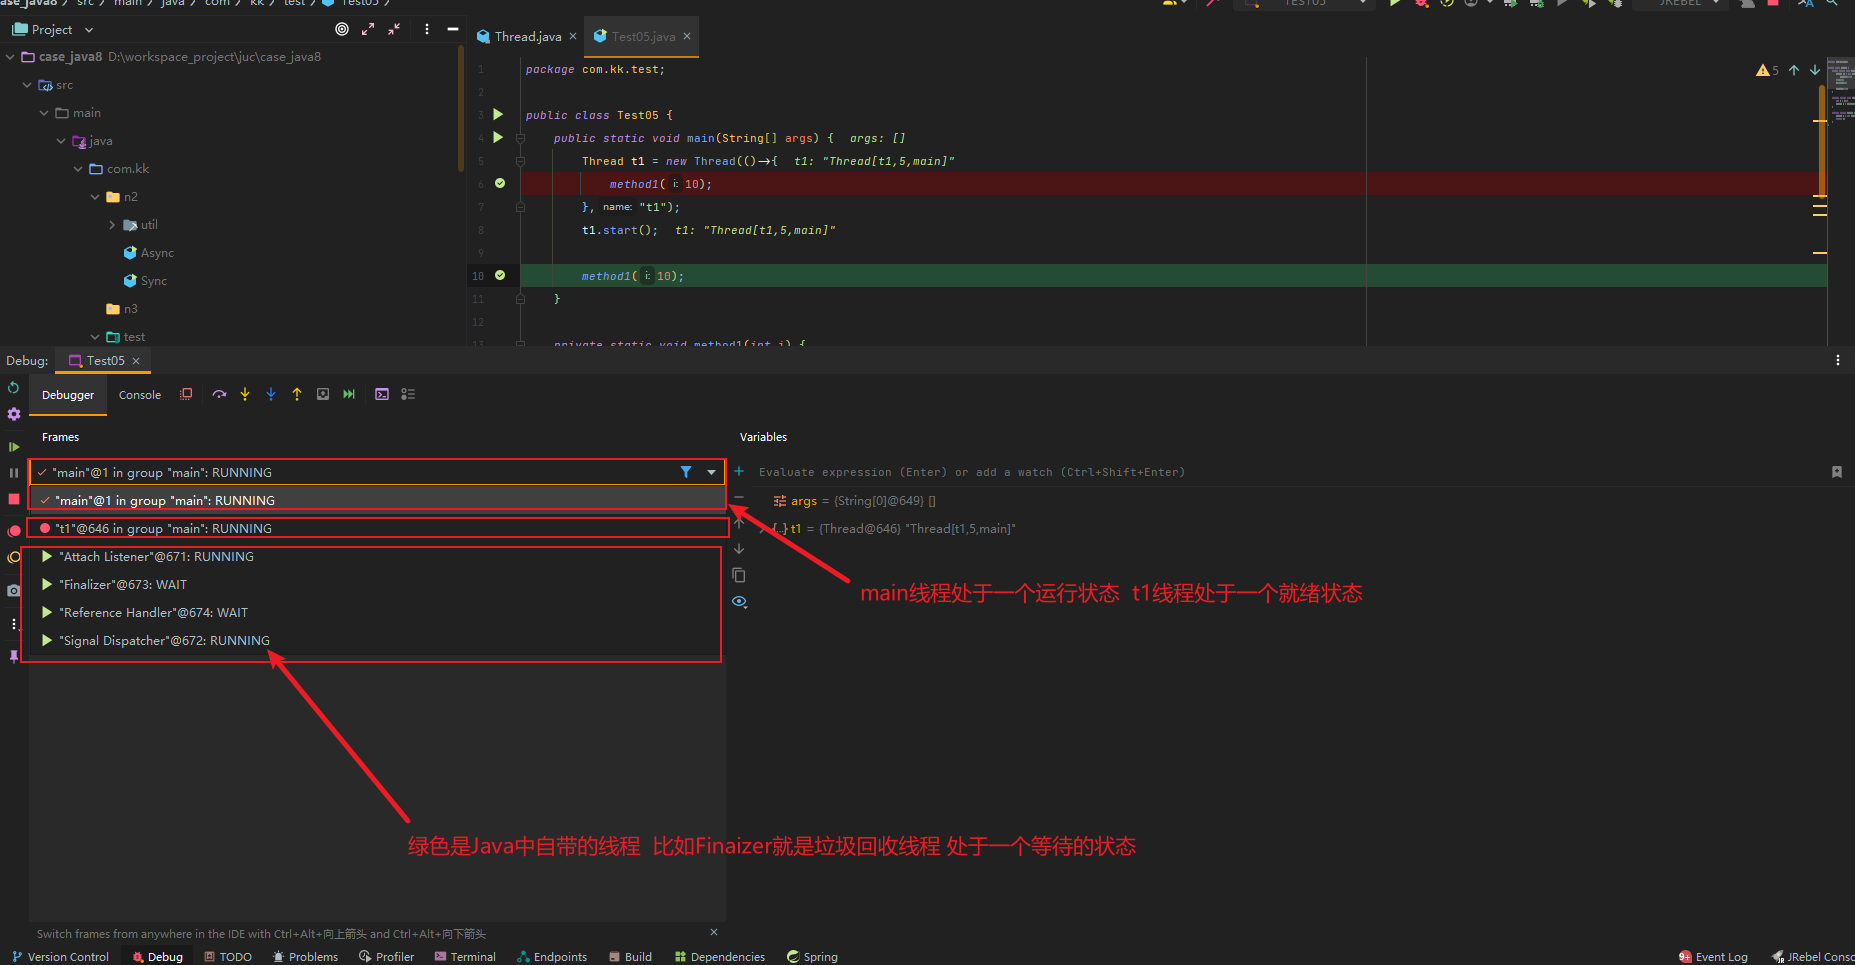 case_java8 > src > main > java > com > kk > test > Test05
TEST05
JREBEL
Project
Thread.java
Test05.java
case_java8 D:\workspace_project\juc\case_java8
src
main
java
com.kk
n2
util
Async
Sync
n3
test
1 package com.kk.test;
2
3 public class Test05 {
4 public static void main(String[] args) { args: []
5 Thread t1 = new Thread(()->{ t1: "Thread[t1,5,main]"
6 method1( i: 10);
7 }, name: "t1");
8 t1.start(); t1: "Thread[t1,5,main]"
9
10 method1( i: 10);
11 }
12
13 private static void method1(int i) {
5
Debug: Test05
Debugger Console
Frames
Variables
"main"@1 in group "main": RUNNING
"main"@1 in group "main": RUNNING
"t1"@646 in group "main": RUNNING
"Attach Listener"@671: RUNNING
"Finalizer"@673: WAIT
"Reference Handler"@674: WAIT
"Signal Dispatcher"@672: RUNNING
Evaluate expression (Enter) or add a watch (Ctrl+Shift+Enter)
args = {String[0]@649} []
t1 = {Thread@646} "Thread[t1,5,main]"
main线程处于一个运行状态 t1线程处于一个就绪状态
绿色是Java中自带的线程 比如Finaizer就是垃圾回收线程 处于一个等待的状态
Switch frames from anywhere in the IDE with Ctrl+Alt+向上箭头 and Ctrl+Alt+向下箭头
Version Control Debug TODO Problems Profiler Terminal Endpoints Build Dependencies Spring
9+ Event Log JRebel Conso